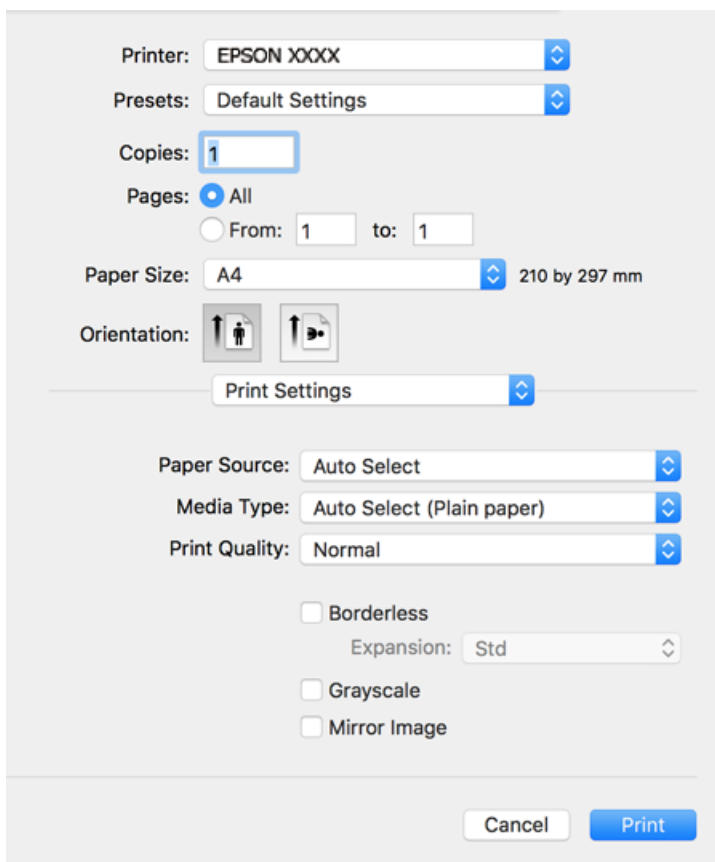 Printer: EPSON XXXX
Presets: Default Settings
Copies: 1
Pages: All
From: 1 to: 1
Paper Size: A4 210 by 297 mm
Orientation:
Print Settings
Paper Source: Auto Select
Media Type: Auto Select (Plain paper)
Print Quality: Normal
Borderless
Expansion: Std
Grayscale
Mirror Image
Cancel Print